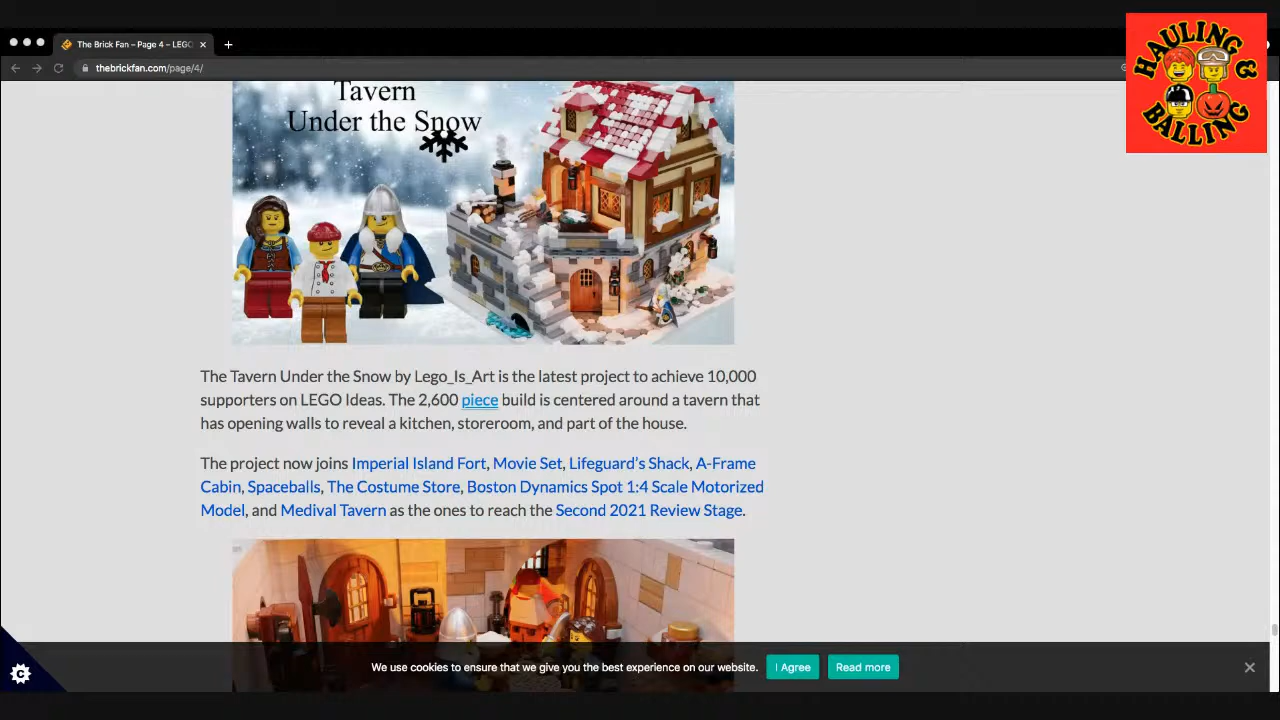 The Brick Fan – Page 4 – LEGO
thebrickfan.com/page/4/
HAULING &
BALLING
Tavern
Under the Snow
The Tavern Under the Snow by Lego_Is_Art is the latest project to achieve 10,000
supporters on LEGO Ideas. The 2,600 piece build is centered around a tavern that
has opening walls to reveal a kitchen, storeroom, and part of the house.
The project now joins Imperial Island Fort, Movie Set, Lifeguard's Shack, A-Frame
Cabin, Spaceballs, The Costume Store, Boston Dynamics Spot 1:4 Scale Motorized
Model, and Medival Tavern as the ones to reach the Second 2021 Review Stage.
We use cookies to ensure that we give you the best experience on our website. I Agree Read more